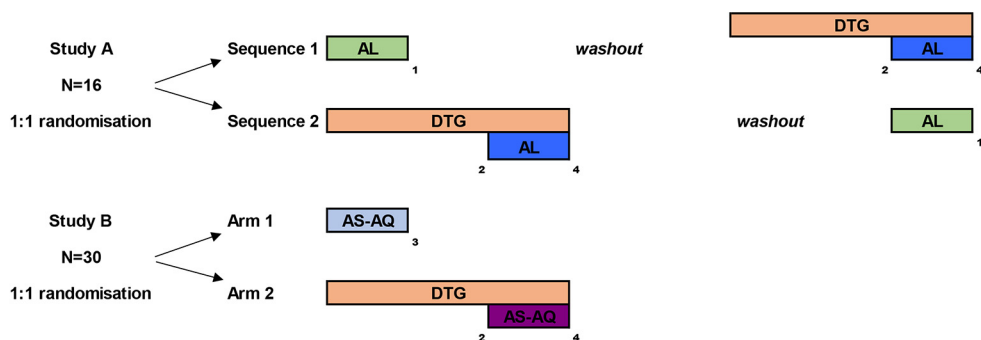 Study A
N=16
1:1 randomisation
Sequence 1
AL
1
washout
DTG
AL
2
4
Sequence 2
DTG
AL
2
4
washout
AL
1
Study B
N=30
1:1 randomisation
Arm 1
AS-AQ
3
Arm 2
DTG
AS-AQ
2
4